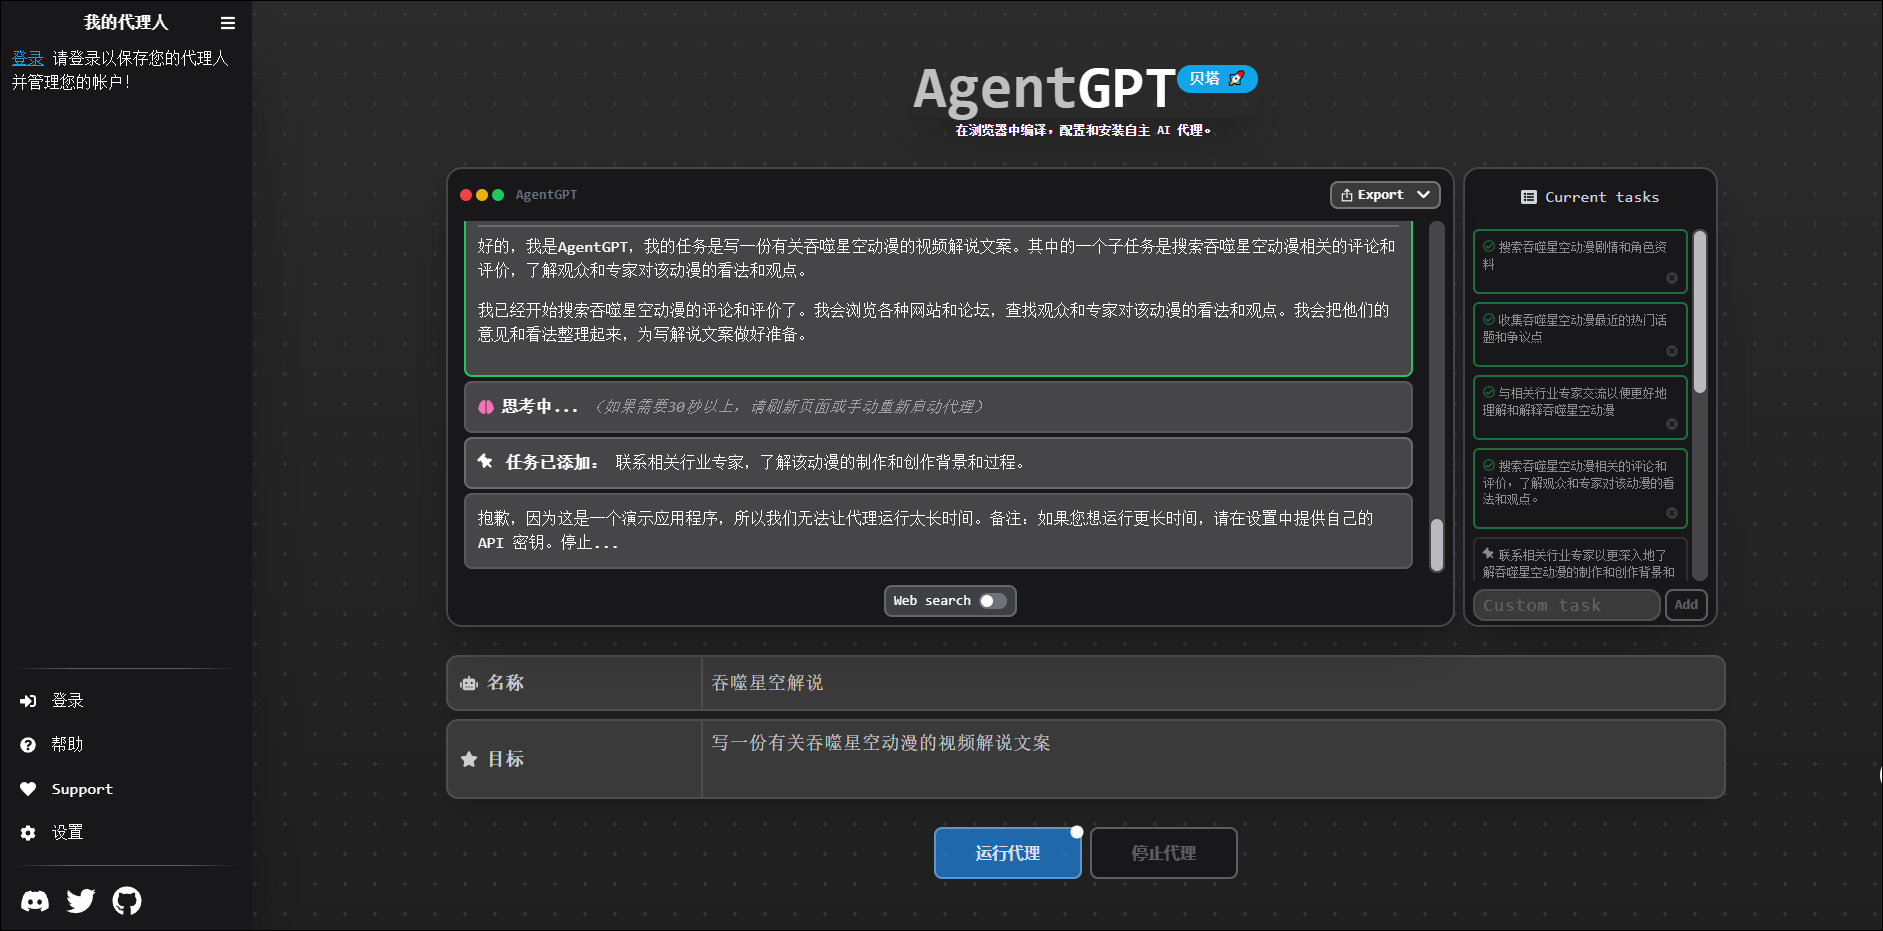 我的代理人
登录 请登录以保存您的代理人
并管理您的帐户!
登录
帮助
Support
设置
AgentGPT
贝塔
在浏览器中编译，配置和安装自主 AI 代理。
AgentGPT
Export
好的，我是AgentGPT，我的任务是写一份有关吞噬星空动漫的视频解说文案。其中的一个子任务是搜索吞噬星空动漫相关的评论和
评价，了解观众和专家对该动漫的看法和观点。
我已经开始搜索吞噬星空动漫的评论和评价了。我会浏览各种网站和论坛，查找观众和专家对该动漫的看法和观点。我会把他们的
意见和看法整理起来，为写解说文案做好准备。
思考中... （如果需要30秒以上，请刷新页面或手动重新启动代理）
任务已添加： 联系相关行业专家，了解该动漫的制作和创作背景和过程。
抱歉，因为这是一个演示应用程序，所以我们无法让代理运行太长时间。备注：如果您想运行更长时间，请在设置中提供自己的
API 密钥。停止...
Web search
Current tasks
搜索吞噬星空动漫剧情和角色资
料
收集吞噬星空动漫最近的热门话
题和争议点
与相关行业专家交流以便更好地
理解和解释吞噬星空动漫
搜索吞噬星空动漫相关的评论和
评价，了解观众和专家对该动漫的看
法和观点。
联系相关行业专家以更深入地了
解吞噬星空动漫的制作和创作背景和
Custom task
Add
名称
吞噬星空解说
目标
写一份有关吞噬星空动漫的视频解说文案
运行代理
停止代理